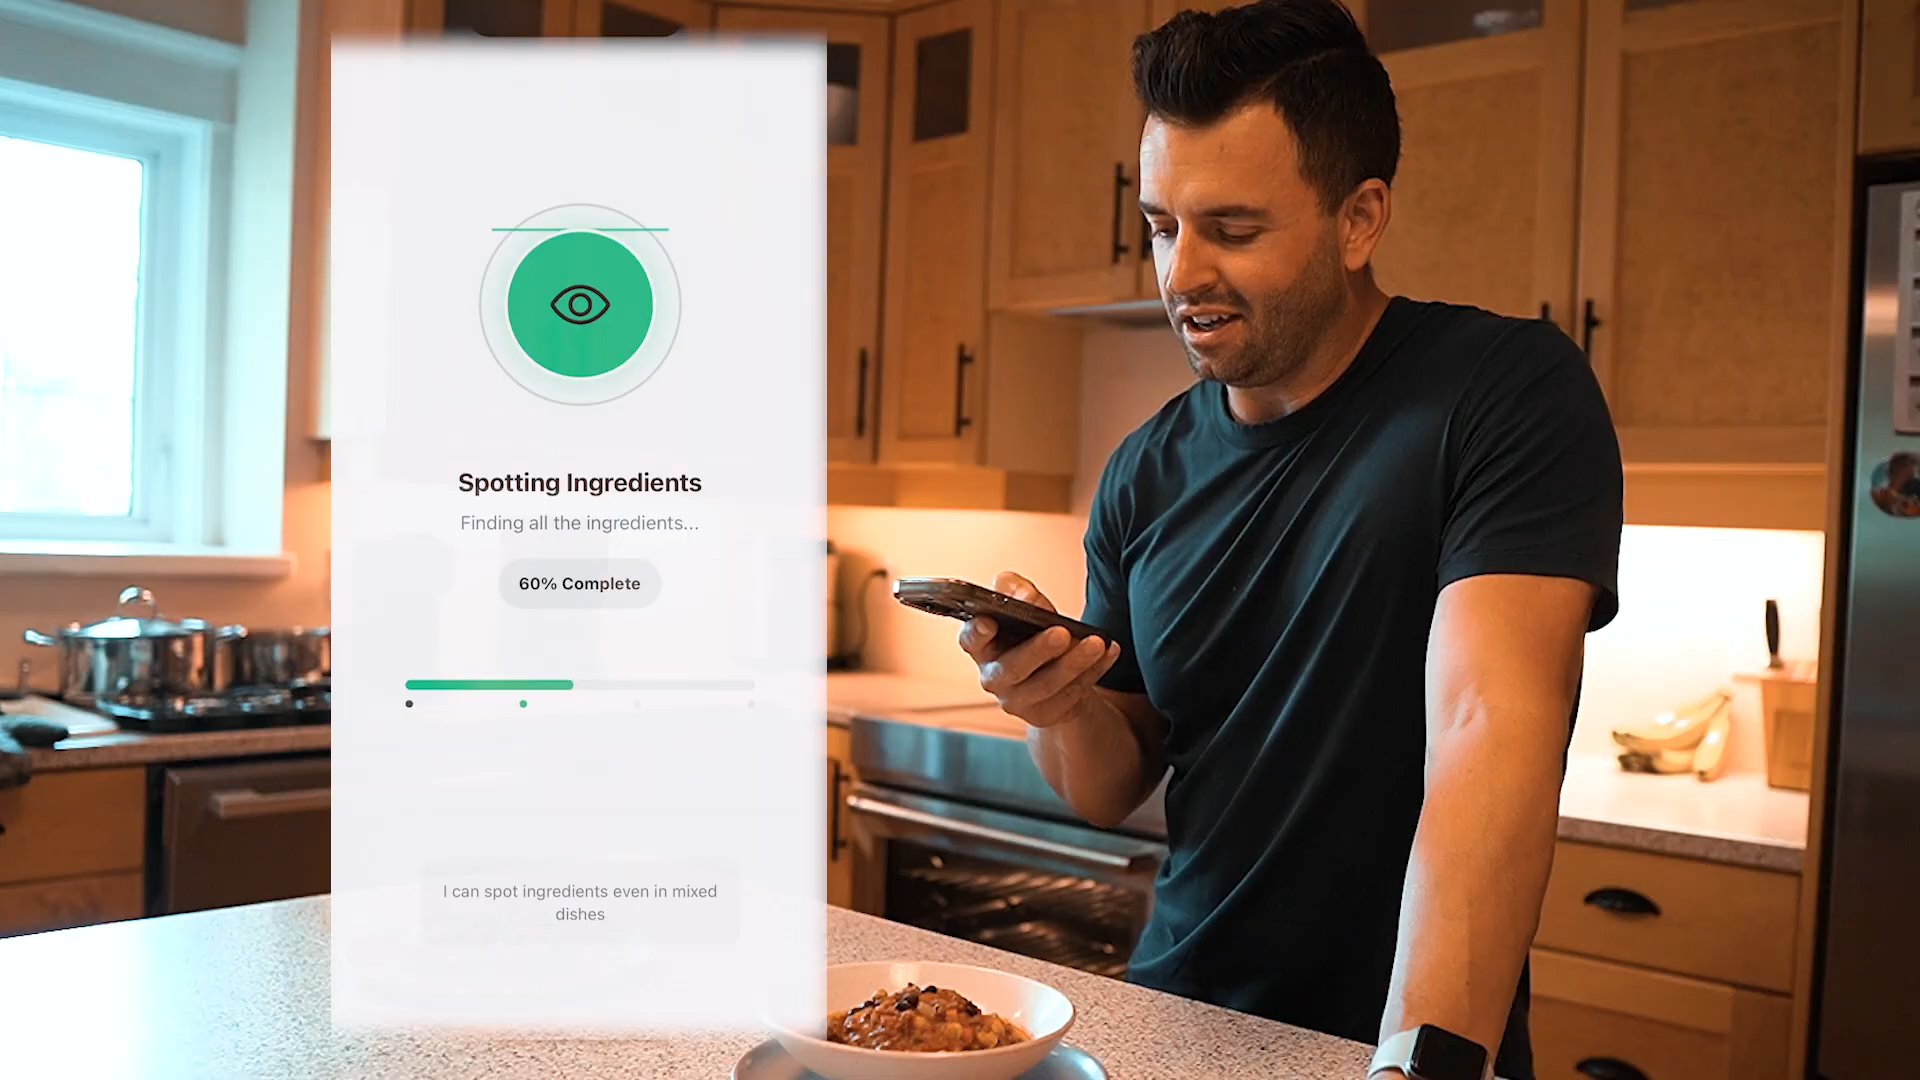 Spotting Ingredients
Finding all the ingredients...
60% Complete
I can spot ingredients even in mixed
dishes